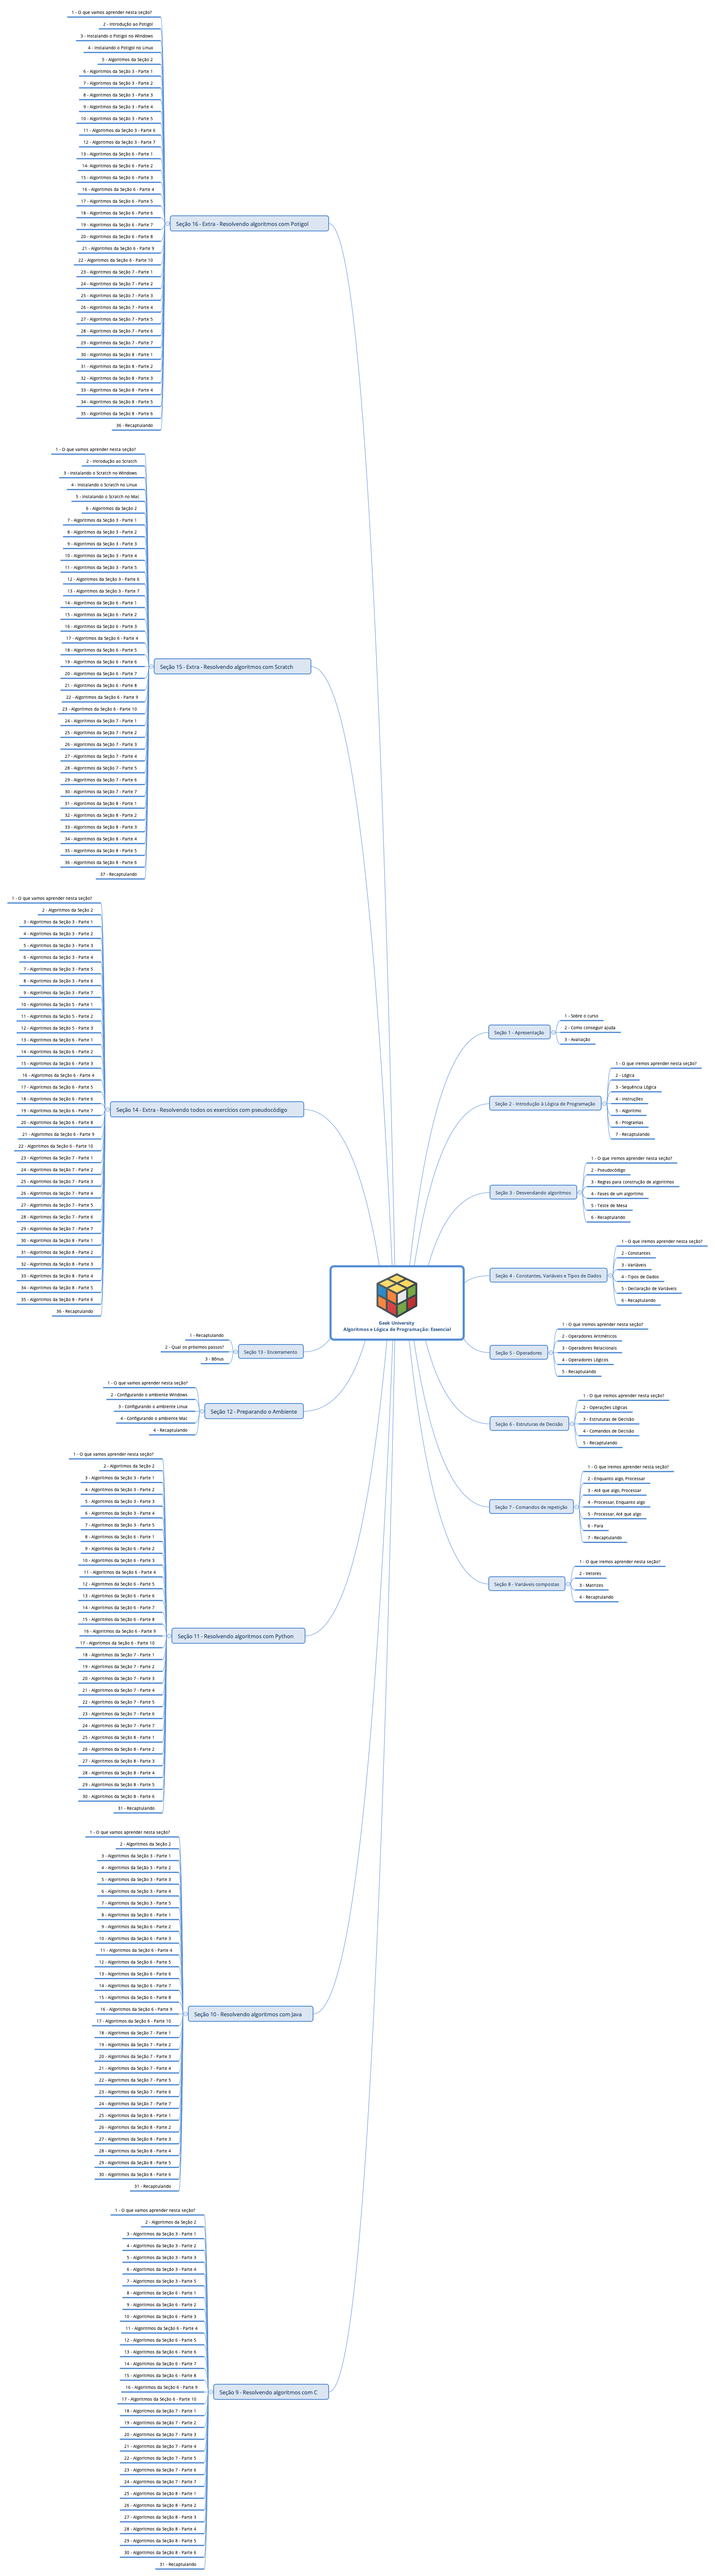 1 - O que vamos aprender nesta seção?
2 - Introdução ao Potigol
3 - Instalando o Potigol no Windows
4 - Instalando o Potigol no Linux
5 - Algoritmos da Seção 2
6 - Algoritmos da Seção 3 - Parte 1
7 - Algoritmos da Seção 3 - Parte 2
8 - Algoritmos da Seção 3 - Parte 3
9 - Algoritmos da Seção 3 - Parte 4
10 - Algoritmos da Seção 3 - Parte 5
11 - Algoritmos da Seção 3 - Parte 6
12 - Algoritmos da Seção 3 - Parte 7
13 - Algoritmos da Seção 6 - Parte 1
14- Algoritmos da Seção 6 - Parte 2
15 - Algoritmos da Seção 6 - Parte 3
16 - Algoritmos da Seção 6 - Parte 4
17 - Algoritmos da Seção 6 - Parte 5
18 - Algoritmos da Seção 6 - Parte 6
19 - Algoritmos da Seção 6 - Parte 7
20 - Algoritmos da Seção 6 - Parte 8
21 - Algoritmos da Seção 6 - Parte 9
22 - Algoritmos da Seção 6 - Parte 10
23 - Algoritmos da Seção 7 - Parte 1
24 - Algoritmos da Seção 7 - Parte 2
25 - Algoritmos da Seção 7 - Parte 3
26 - Algoritmos da Seção 7 - Parte 4
27 - Algoritmos da Seção 7 - Parte 5
28 - Algoritmos da Seção 7 - Parte 6
29 - Algoritmos da Seção 7 - Parte 7
30 - Algoritmos da Seção 8 - Parte 1
31 - Algoritmos da Seção 8 - Parte 2
32 - Algoritmos da Seção 8 - Parte 3
33 - Algoritmos da Seção 8 - Parte 4
34 - Algoritmos da Seção 8 - Parte 5
35 - Algoritmos da Seção 8 - Parte 6
36 - Recaptulando
Seção 16 - Extra - Resolvendo algoritmos com Potigol
1 - O que vamos aprender nesta seção?
2 - Introdução ao Scratch
3 - Instalando o Scratch no Windows
4 - Instalando o Scratch no Linux
5 - Instalando o Scratch no Mac
6 - Algoritmos da Seção 2
7 - Algoritmos da Seção 3 - Parte 1
8 - Algoritmos da Seção 3 - Parte 2
9 - Algoritmos da Seção 3 - Parte 3
10 - Algoritmos da Seção 3 - Parte 4
11 - Algoritmos da Seção 3 - Parte 5
12 - Algoritmos da Seção 3 - Parte 6
13 - Algoritmos da Seção 3 - Parte 7
14 - Algoritmos da Seção 6 - Parte 1
15 - Algoritmos da Seção 6 - Parte 2
16 - Algoritmos da Seção 6 - Parte 3
17 - Algoritmos da Seção 6 - Parte 4
18 - Algoritmos da Seção 6 - Parte 5
19 - Algoritmos da Seção 6 - Parte 6
20 - Algoritmos da Seção 6 - Parte 7
21 - Algoritmos da Seção 6 - Parte 8
22 - Algoritmos da Seção 6 - Parte 9
23 - Algoritmos da Seção 6 - Parte 10
24 - Algoritmos da Seção 7 - Parte 1
25 - Algoritmos da Seção 7 - Parte 2
26 - Algoritmos da Seção 7 - Parte 3
27 - Algoritmos da Seção 7 - Parte 4
28 - Algoritmos da Seção 7 - Parte 5
29 - Algoritmos da Seção 7 - Parte 6
30 - Algoritmos da Seção 7 - Parte 7
31 - Algoritmos da Seção 8 - Parte 1
32 - Algoritmos da Seção 8 - Parte 2
33 - Algoritmos da Seção 8 - Parte 3
34 - Algoritmos da Seção 8 - Parte 4
35 - Algoritmos da Seção 8 - Parte 5
36 - Algoritmos da Seção 8 - Parte 6
37 - Recaptulando
Seção 15 - Extra - Resolvendo algoritmos com Scratch
1 - O que vamos aprender nesta seção?
2 - Algoritmos da Seção 2
3 - Algoritmos da Seção 3 - Parte 1
4 - Algoritmos da Seção 3 - Parte 2
5 - Algoritmos da Seção 3 - Parte 3
6 - Algoritmos da Seção 3 - Parte 4
7 - Algoritmos da Seção 3 - Parte 5
8 - Algoritmos da Seção 3 - Parte 6
9 - Algoritmos da Seção 3 - Parte 7
10 - Algoritmos da Seção 5 - Parte 1
11 - Algoritmos da Seção 5 - Parte 2
12 - Algoritmos da Seção 5 - Parte 3
13 - Algoritmos da Seção 6 - Parte 1
14 - Algoritmos da Seção 6 - Parte 2
15 - Algoritmos da Seção 6 - Parte 3
16 - Algoritmos da Seção 6 - Parte 4
17 - Algoritmos da Seção 6 - Parte 5
18 - Algoritmos da Seção 6 - Parte 6
19 - Algoritmos da Seção 6 - Parte 7
20 - Algoritmos da Seção 6 - Parte 8
21 - Algoritmos da Seção 6 - Parte 9
22 - Algoritmos da Seção 6 - Parte 10
23 - Algoritmos da Seção 7 - Parte 1
24 - Algoritmos da Seção 7 - Parte 2
25 - Algoritmos da Seção 7 - Parte 3
26 - Algoritmos da Seção 7 - Parte 4
27 - Algoritmos da Seção 7 - Parte 5
28 - Algoritmos da Seção 7 - Parte 6
29 - Algoritmos da Seção 7 - Parte 7
30 - Algoritmos da Seção 8 - Parte 1
31 - Algoritmos da Seção 8 - Parte 2
32 - Algoritmos da Seção 8 - Parte 3
33 - Algoritmos da Seção 8 - Parte 4
34 - Algoritmos da Seção 8 - Parte 5
35 - Algoritmos da Seção 8 - Parte 6
36 - Recaptulando
Seção 14 - Extra - Resolvendo todos os exercícios com pseudocódigo
1 - Recaptulando
2 - Qual os próximos passos?
3 - Bônus
Seção 13 - Encerramento
1 - O que vamos aprender nesta seção?
2 - Configurando o ambiente Windows
3 - Configurando o ambiente Linux
4 - Configurando o ambiente Mac
4 - Recaptulando
Seção 12 - Preparando o Ambiente
1 - O que vamos aprender nesta seção?
2 - Algoritmos da Seção 2
3 - Algoritmos da Seção 3 - Parte 1
4 - Algoritmos da Seção 3 - Parte 2
5 - Algoritmos da Seção 3 - Parte 3
6 - Algoritmos da Seção 3 - Parte 4
7 - Algoritmos da Seção 3 - Parte 5
8 - Algoritmos da Seção 6 - Parte 1
9 - Algoritmos da Seção 6 - Parte 2
10 - Algoritmos da Seção 6 - Parte 3
11 - Algoritmos da Seção 6 - Parte 4
12 - Algoritmos da Seção 6 - Parte 5
13 - Algoritmos da Seção 6 - Parte 6
14 - Algoritmos da Seção 6 - Parte 7
15 - Algoritmos da Seção 6 - Parte 8
16 - Algoritmos da Seção 6 - Parte 9
17 - Algoritmos da Seção 6 - Parte 10
18 - Algoritmos da Seção 7 - Parte 1
19 - Algoritmos da Seção 7 - Parte 2
20 - Algoritmos da Seção 7 - Parte 3
21 - Algoritmos da Seção 7 - Parte 4
22 - Algoritmos da Seção 7 - Parte 5
23 - Algoritmos da Seção 7 - Parte 6
24 - Algoritmos da Seção 7 - Parte 7
25 - Algoritmos da Seção 8 - Parte 1
26 - Algoritmos da Seção 8 - Parte 2
27 - Algoritmos da Seção 8 - Parte 3
28 - Algoritmos da Seção 8 - Parte 4
29 - Algoritmos da Seção 8 - Parte 5
30 - Algoritmos da Seção 8 - Parte 6
31 - Recaptulando
Seção 11 - Resolvendo algoritmos com Python
1 - O que vamos aprender nesta seção?
2 - Algoritmos da Seção 2
3 - Algoritmos da Seção 3 - Parte 1
4 - Algoritmos da Seção 3 - Parte 2
5 - Algoritmos da Seção 3 - Parte 3
6 - Algoritmos da Seção 3 - Parte 4
7 - Algoritmos da Seção 3 - Parte 5
8 - Algoritmos da Seção 6 - Parte 1
9 - Algoritmos da Seção 6 - Parte 2
10 - Algoritmos da Seção 6 - Parte 3
11 - Algoritmos da Seção 6 - Parte 4
12 - Algoritmos da Seção 6 - Parte 5
13 - Algoritmos da Seção 6 - Parte 6
14 - Algoritmos da Seção 6 - Parte 7
15 - Algoritmos da Seção 6 - Parte 8
16 - Algoritmos da Seção 6 - Parte 9
17 - Algoritmos da Seção 6 - Parte 10
18 - Algoritmos da Seção 7 - Parte 1
19 - Algoritmos da Seção 7 - Parte 2
20 - Algoritmos da Seção 7 - Parte 3
21 - Algoritmos da Seção 7 - Parte 4
22 - Algoritmos da Seção 7 - Parte 5
23 - Algoritmos da Seção 7 - Parte 6
24 - Algoritmos da Seção 7 - Parte 7
25 - Algoritmos da Seção 8 - Parte 1
26 - Algoritmos da Seção 8 - Parte 2
27 - Algoritmos da Seção 8 - Parte 3
28 - Algoritmos da Seção 8 - Parte 4
29 - Algoritmos da Seção 8 - Parte 5
30 - Algoritmos da Seção 8 - Parte 6
31 - Recaptulando
Seção 10 - Resolvendo algoritmos com Java
1 - O que vamos aprender nesta seção?
2 - Algoritmos da Seção 2
3 - Algoritmos da Seção 3 - Parte 1
4 - Algoritmos da Seção 3 - Parte 2
5 - Algoritmos da Seção 3 - Parte 3
6 - Algoritmos da Seção 3 - Parte 4
7 - Algoritmos da Seção 3 - Parte 5
8 - Algoritmos da Seção 6 - Parte 1
9 - Algoritmos da Seção 6 - Parte 2
10 - Algoritmos da Seção 6 - Parte 3
11 - Algoritmos da Seção 6 - Parte 4
12 - Algoritmos da Seção 6 - Parte 5
13 - Algoritmos da Seção 6 - Parte 6
14 - Algoritmos da Seção 6 - Parte 7
15 - Algoritmos da Seção 6 - Parte 8
16 - Algoritmos da Seção 6 - Parte 9
17 - Algoritmos da Seção 6 - Parte 10
18 - Algoritmos da Seção 7 - Parte 1
19 - Algoritmos da Seção 7 - Parte 2
20 - Algoritmos da Seção 7 - Parte 3
21 - Algoritmos da Seção 7 - Parte 4
22 - Algoritmos da Seção 7 - Parte 5
23 - Algoritmos da Seção 7 - Parte 6
24 - Algoritmos da Seção 7 - Parte 7
25 - Algoritmos da Seção 8 - Parte 1
26 - Algoritmos da Seção 8 - Parte 2
27 - Algoritmos da Seção 8 - Parte 3
28 - Algoritmos da Seção 8 - Parte 4
29 - Algoritmos da Seção 8 - Parte 5
30 - Algoritmos da Seção 8 - Parte 6
31 - Recaptulando
Seção 9 - Resolvendo algoritmos com C
Geek University
Algoritmos e Lógica de Programação: Essencial
Seção 1 - Apresentação
1 - Sobre o curso
2 - Como conseguir ajuda
3 - Avaliação
Seção 2 - Introdução à Lógica de Programação
1 - O que iremos aprender nesta seção?
2 - Lógica
3 - Sequência Lógica
4 - Instruções
5 - Algoritmo
6 - Programas
7 - Recaptulando
Seção 3 - Desvendando algoritmos
1 - O que iremos aprender nesta seção?
2 - Pseudocódigo
3 - Regras para construção de algoritmos
4 - Fases de um algoritmo
5 - Teste de Mesa
6 - Recaptulando
Seção 4 - Constantes, Variáveis e Tipos de Dados
1 - O que iremos aprender nesta seção?
2 - Constantes
3 - Variáveis
4 - Tipos de Dados
5 - Declaração de Variáveis
6 - Recaptulando
Seção 5 - Operadores
1 - O que iremos aprender nesta seção?
2 - Operadores Aritméticos
3 - Operadores Relacionais
4 - Operadores Lógicos
5 - Recaptulando
Seção 6 - Estruturas de Decisão
1 - O que iremos aprender nesta seção?
2 - Operações Lógicas
3 - Estruturas de Decisão
4 - Comandos de Decisão
5 - Recaptulando
Seção 7 - Comandos de repetição
1 - O que iremos aprender nesta seção?
2 - Enquanto algo, Processar
3 - Até que algo, Processar
4 - Processar, Enquanto algo
5 - Processar, Até que algo
6 - Para
7 - Recaptulando
Seção 8 - Variáveis compostas
1 - O que iremos aprender nesta seção?
2 - Vetores
3 - Matrizes
4 - Recaptulando